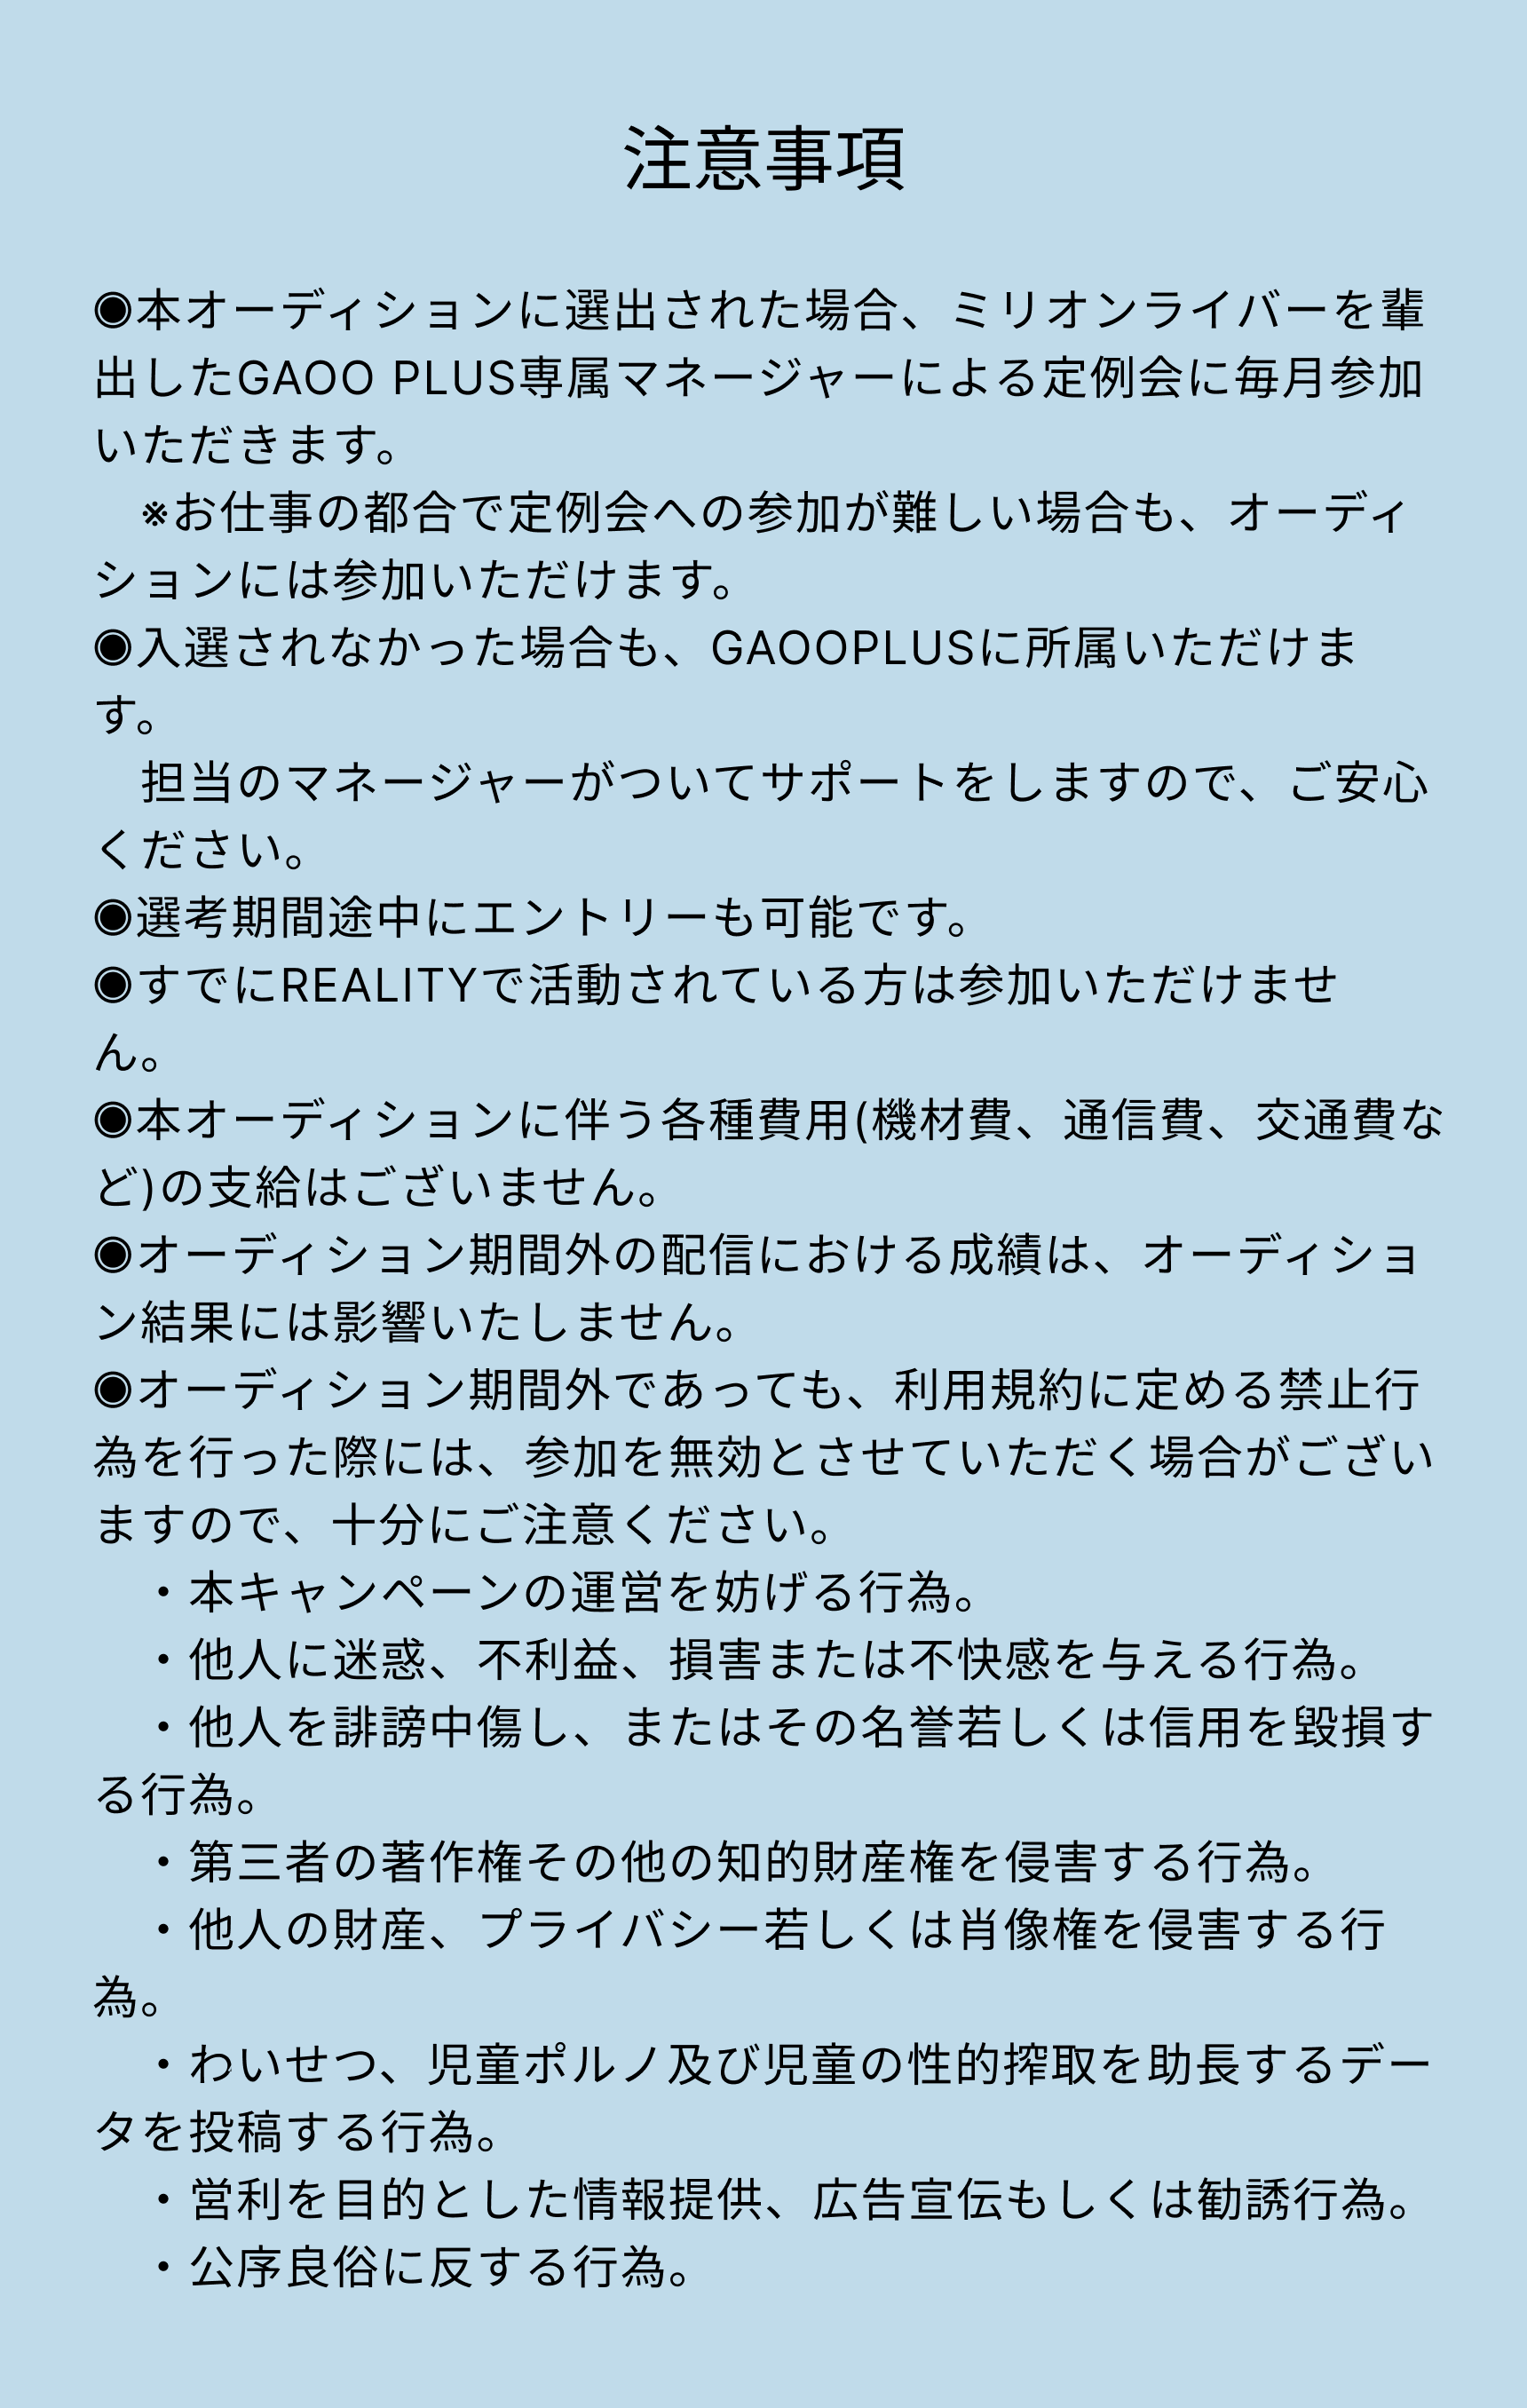 注意事項
◉本オーディションに選出された場合、ミリオンライバーを輩
出したGAOO PLUS専属マネージャーによる定例会に毎月参加
いただきます。
　※お仕事の都合で定例会への参加が難しい場合も、オーディ
ションには参加いただけます。
◉入選されなかった場合も、GAOOPLUSに所属いただけま
す。
　担当のマネージャーがついてサポートをしますので、ご安心
ください。
◉選考期間途中にエントリーも可能です。
◉すでにREALITYで活動されている方は参加いただけませ
ん。
◉本オーディションに伴う各種費用(機材費、通信費、交通費な
ど)の支給はございません。
◉オーディション期間外の配信における成績は、オーディショ
ン結果には影響いたしません。
◉オーディション期間外であっても、利用規約に定める禁止行
為を行った際には、参加を無効とさせていただく場合がござい
ますので、十分にご注意ください。
　・本キャンペーンの運営を妨げる行為。
　・他人に迷惑、不利益、損害または不快感を与える行為。
　・他人を誹謗中傷し、またはその名誉若しくは信用を毀損す
る行為。
　・第三者の著作権その他の知的財産権を侵害する行為。
　・他人の財産、プライバシー若しくは肖像権を侵害する行
為。
　・わいせつ、児童ポルノ及び児童の性的搾取を助長するデー
タを投稿する行為。
　・営利を目的とした情報提供、広告宣伝もしくは勧誘行為。
　・公序良俗に反する行為。